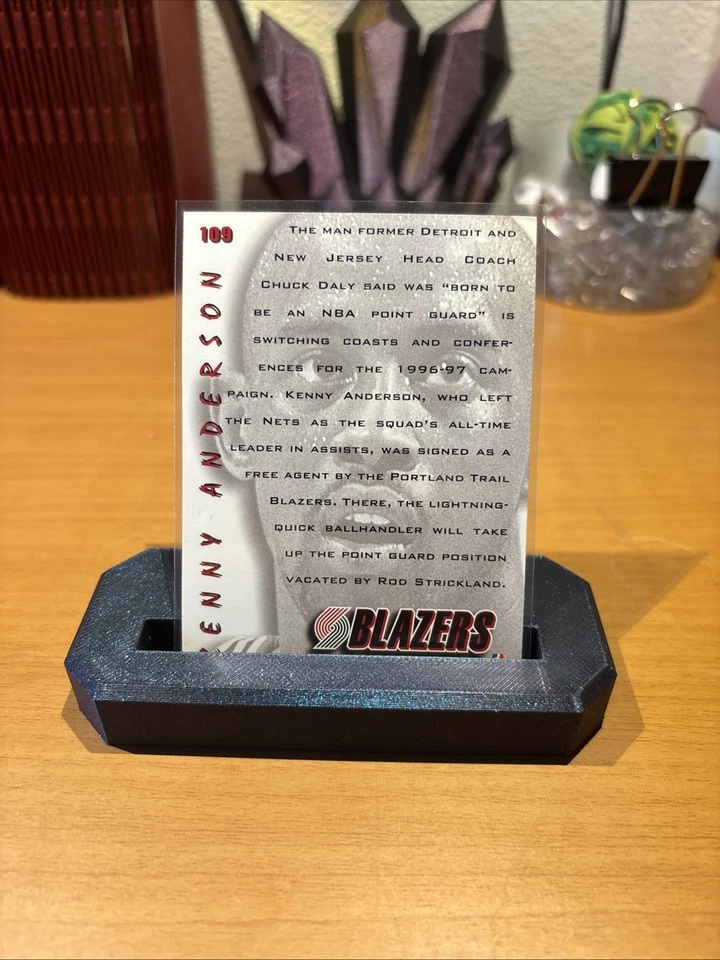 109
THE MAN FORMER DETROIT AND
NEW JERSEY HEAD COACH
CHUCK DALY SAID WAS “BORN TO
BE AN NBA POINT GUARD” IS
SWITCHING COASTS AND CONFER-
ENCES FOR THE 1996-97 CAM-
PAIGN. KENNY ANDERSON, WHO LEFT
THE NETS AS THE SQUAD'S ALL-TIME
LEADER IN ASSISTS, WAS SIGNED AS A
FREE AGENT BY THE PORTLAND TRAIL
BLAZERS. THERE, THE LIGHTNING-
QUICK BALLHANDLER WILL TAKE
UP THE POINT GUARD POSITION
VACATED BY ROD STRICKLAND.
KENNY ANDERSON
BLAZERS